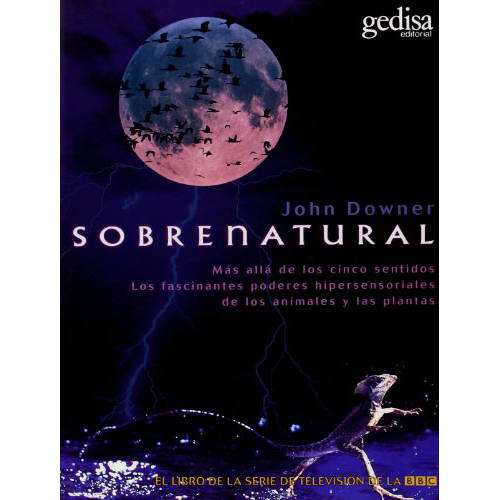 gedisa
editorial
John Downer
SOBRENATURAL
Más allá de los cinco sentidos
Los fascinantes poderes hipersensoriales
de los animales y las plantas
EL LIBRO DE LA SERIE DE TELEVISIÓN DE LA BBC